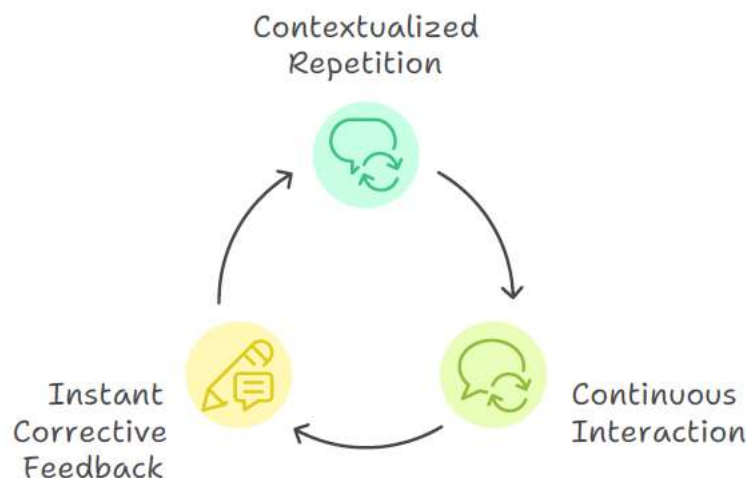 Contextualized
Repetition
Continuous
Interaction
Instant
Corrective
Feedback